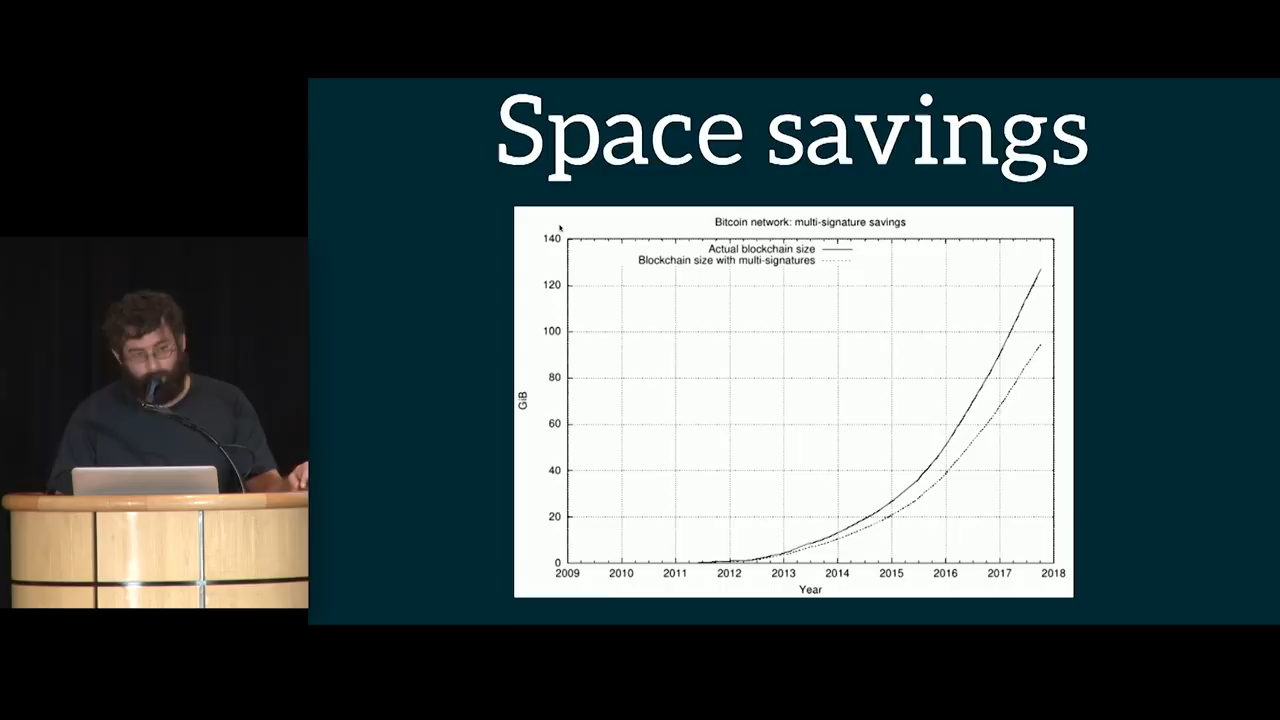 Space savings
Bitcoin network: multi-signature savings
Actual blockchain size
Blockchain size with multi-signatures
140
120
100
80
60
40
20
0
GiB
2009 2010 2011 2012 2013 2014 2015 2016 2017 2018
Year